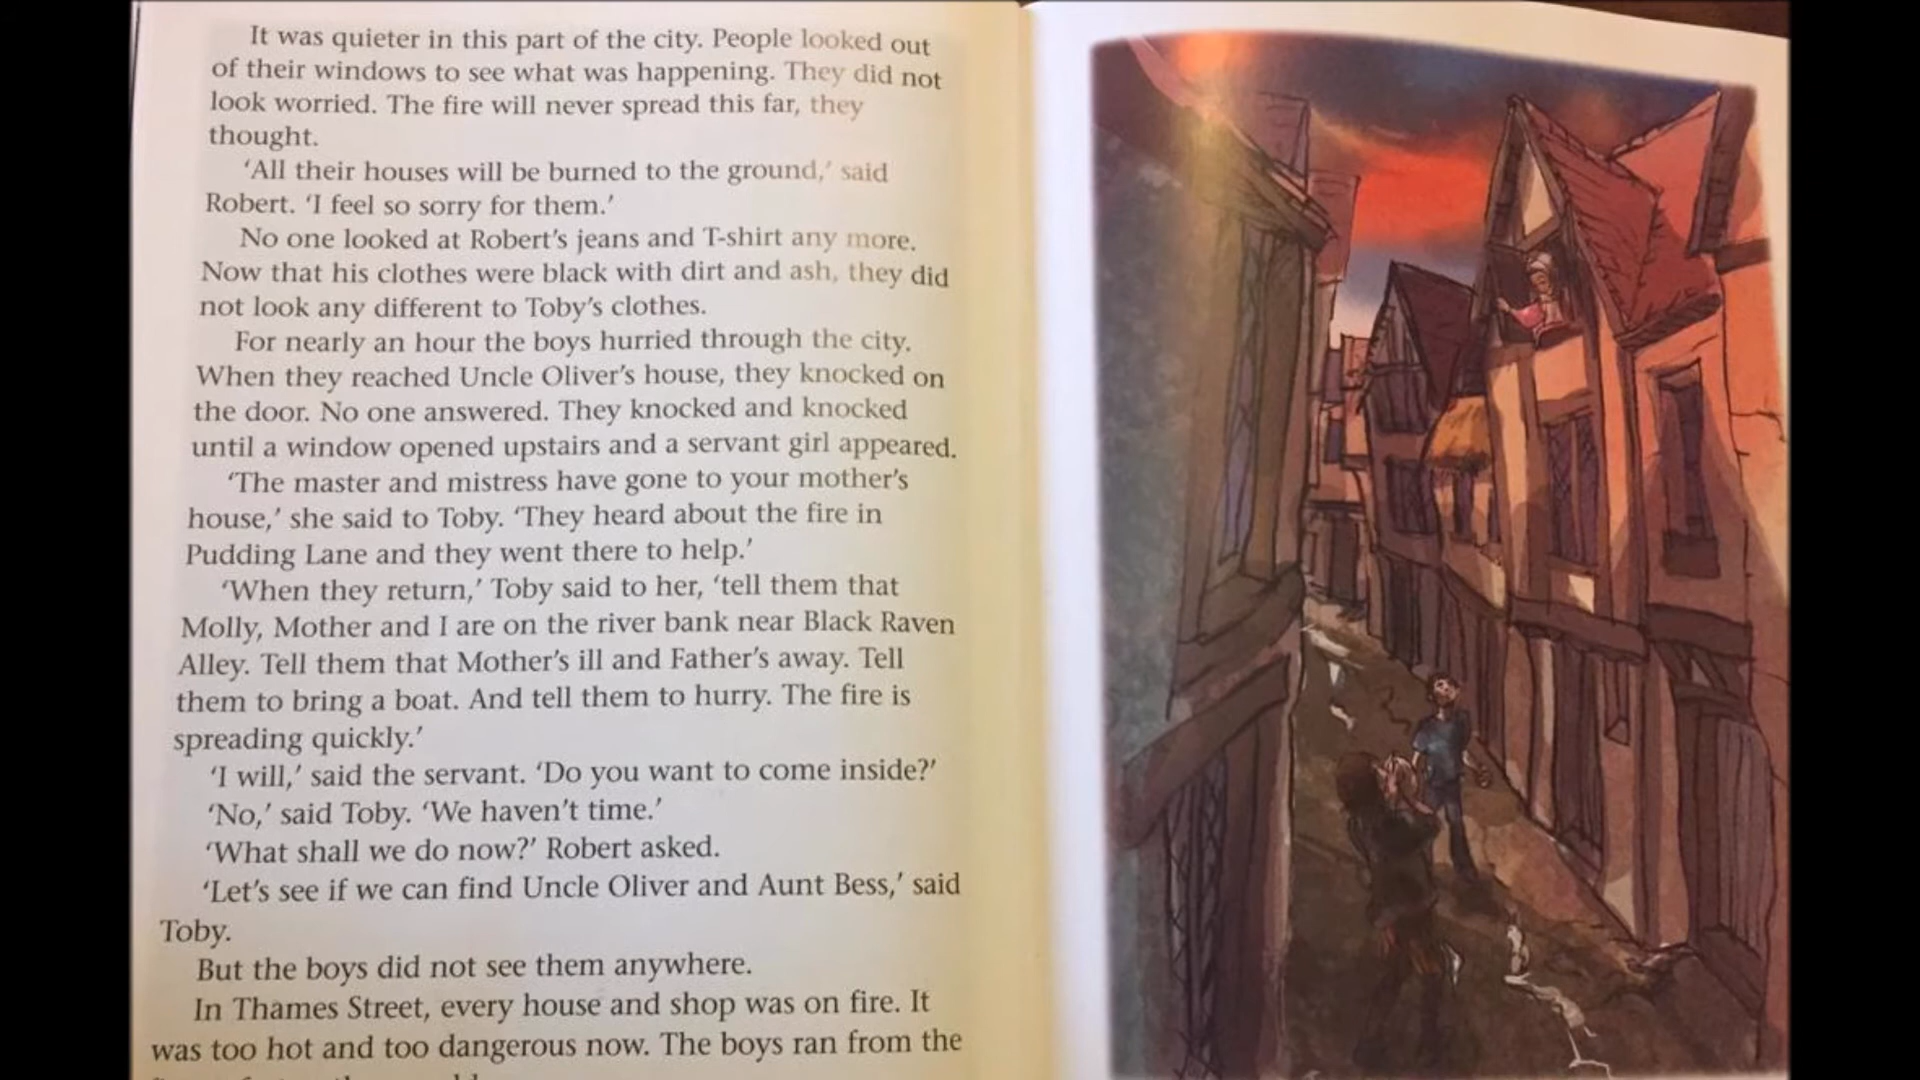 It was quieter in this part of the city. People looked out
of their windows to see what was happening. They did not
look worried. The fire will never spread this far, they
thought.
‘All their houses will be burned to the ground,’ said
Robert. ‘I feel so sorry for them.’
No one looked at Robert’s jeans and T-shirt any more.
Now that his clothes were black with dirt and ash, they did
not look any different to Toby’s clothes.
For nearly an hour the boys hurried through the city.
When they reached Uncle Oliver’s house, they knocked on
the door. No one answered. They knocked and knocked
until a window opened upstairs and a servant girl appeared.
‘The master and mistress have gone to your mother’s
house,’ she said to Toby. ‘They heard about the fire in
Pudding Lane and they went there to help.’
‘When they return,’ Toby said to her, ‘tell them that
Molly, Mother and I are on the river bank near Black Raven
Alley. Tell them that Mother’s ill and Father’s away. Tell
them to bring a boat. And tell them to hurry. The fire is
spreading quickly.’
‘I will,’ said the servant. ‘Do you want to come inside?’
‘No,’ said Toby. ‘We haven’t time.’
‘What shall we do now?’ Robert asked.
‘Let’s see if we can find Uncle Oliver and Aunt Bess,’ said
Toby.
But the boys did not see them anywhere.
In Thames Street, every house and shop was on fire. It
was too hot and too dangerous now. The boys ran from the